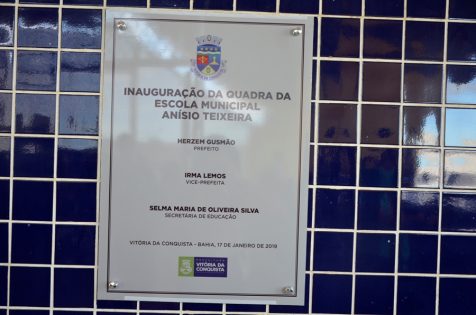 INAUGURAÇÃO DA QUADRA DA
ESCOLA MUNICIPAL
ANÍSIO TEIXEIRA
HERZEM GUSMÃO
PREFEITO
IRMA LEMOS
VICE-PREFEITA
SELMA MARIA DE OLIVEIRA SILVA
SECRETÁRIA DE EDUCAÇÃO
VITÓRIA DA CONQUISTA - BAHIA, 17 DE JANEIRO DE 2019
PREFEITURA
VITÓRIA DA
CONQUISTA